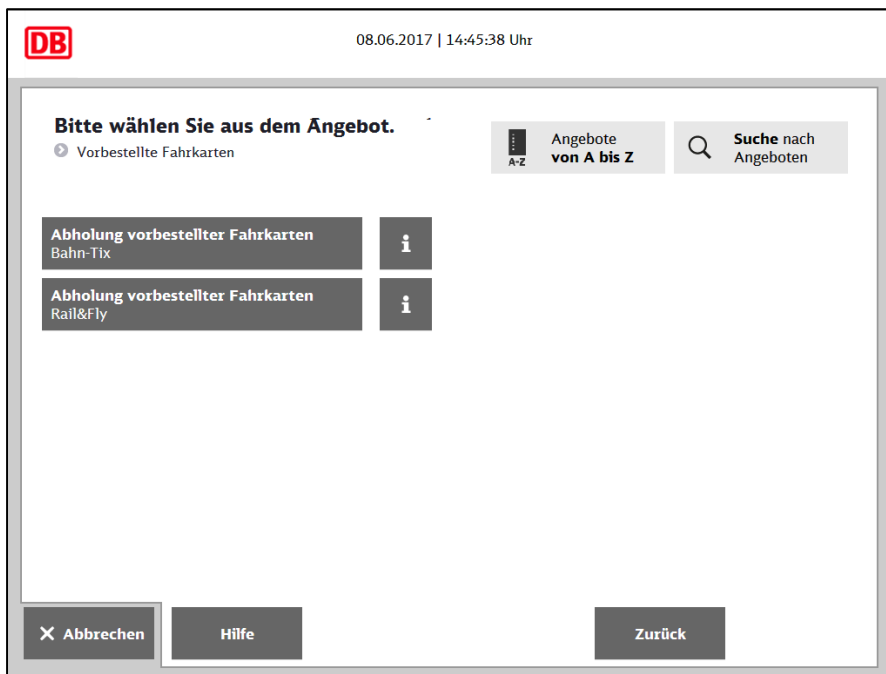 DB
08.06.2017 | 14:45:38 Uhr
Bitte wählen Sie aus dem Angebot.
Vorbestellte Fahrkarten
A-Z
Angebote
von A bis Z
Suche nach
Angeboten
Abholung vorbestellter Fahrkarten
Bahn-Tix
i
Abholung vorbestellter Fahrkarten
Rail&Fly
i
Abbrechen
Hilfe
Zurück